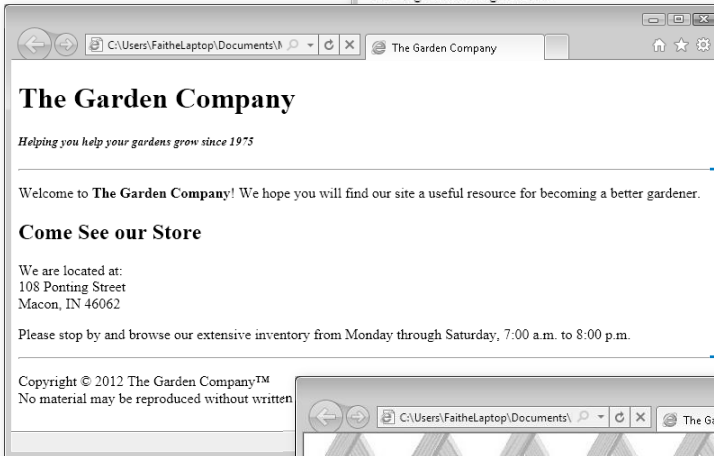 C:\Users\FaitheLaptop\Documents\M
The Garden Company
The Garden Company
Helping you help your gardens grow since 1975
Welcome to The Garden Company! We hope you will find our site a useful resource for becoming a better gardener.
Come See our Store
We are located at:
108 Ponting Street
Macon, IN 46062
Please stop by and browse our extensive inventory from Monday through Saturday, 7:00 a.m. to 8:00 p.m.
Copyright © 2012 The Garden Company™
No material may be reproduced without written
C:\Users\FaitheLaptop\Documents\
The Ga